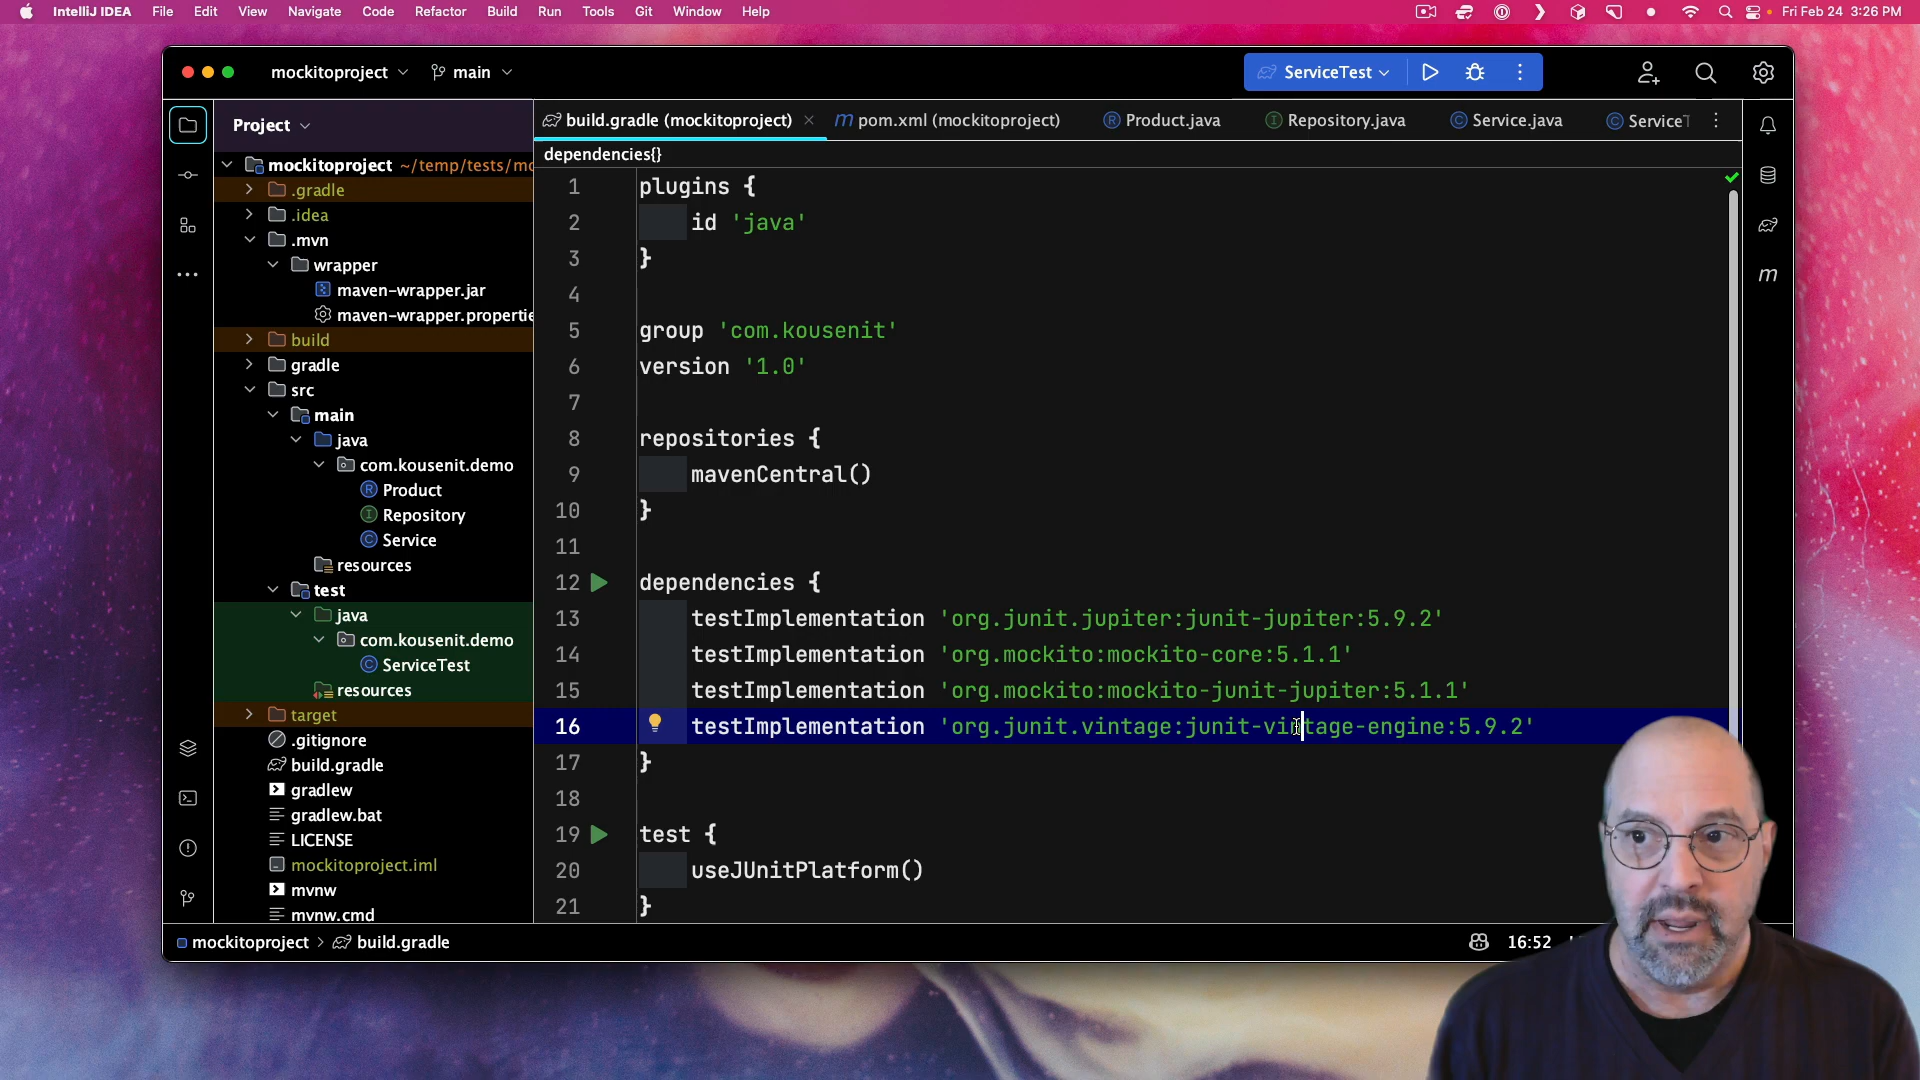 IntelliJ IDEA File Edit View Navigate Code Refactor Build Run Tools Git Window Help Fri Feb 24 3:26 PM
mockitoproject main ServiceTest
Project
build.gradle (mockitoproject) pom.xml (mockitoproject) Product.java Repository.java Service.java ServiceT
dependencies{}
mockitoproject ~/temp/tests/mo
.gradle
.idea
.mvn
wrapper
maven-wrapper.jar
maven-wrapper.propertie
build
gradle
src
main
java
com.kousenit.demo
Product
Repository
Service
resources
test
java
com.kousenit.demo
ServiceTest
resources
target
.gitignore
build.gradle
gradlew
gradlew.bat
LICENSE
mockitoproject.iml
mvnw
mvnw.cmd
1 plugins {
2 id 'java'
3 }
4
5 group 'com.kousenit'
6 version '1.0'
7
8 repositories {
9 mavenCentral()
10 }
11
12 dependencies {
13 testImplementation 'org.junit.jupiter:junit-jupiter:5.9.2'
14 testImplementation 'org.mockito:mockito-core:5.1.1'
15 testImplementation 'org.mockito:mockito-junit-jupiter:5.1.1'
16 testImplementation 'org.junit.vintage:junit-vintage-engine:5.9.2'
17 }
18
19 test {
20 useJUnitPlatform()
21 }
mockitoproject > build.gradle 16:52